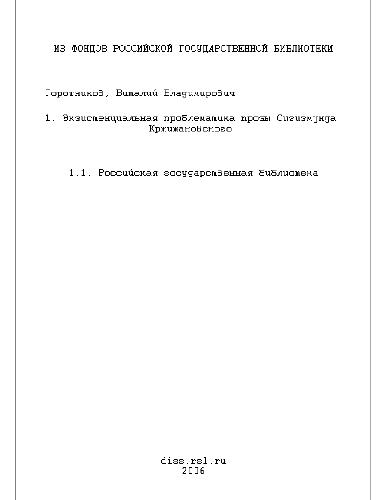 ИЗ ФОНДОВ РОССИЙСКОЙ ГОСУДАРСТВЕННОЙ БИБЛИОТЕКИ
Горотников, Виталий Владимирович
1. Экзистенциальная проблематика прозы Сигизмунда
Кржижановского
1.1. Российская государственная библиотека
diss.rsl.ru
2006